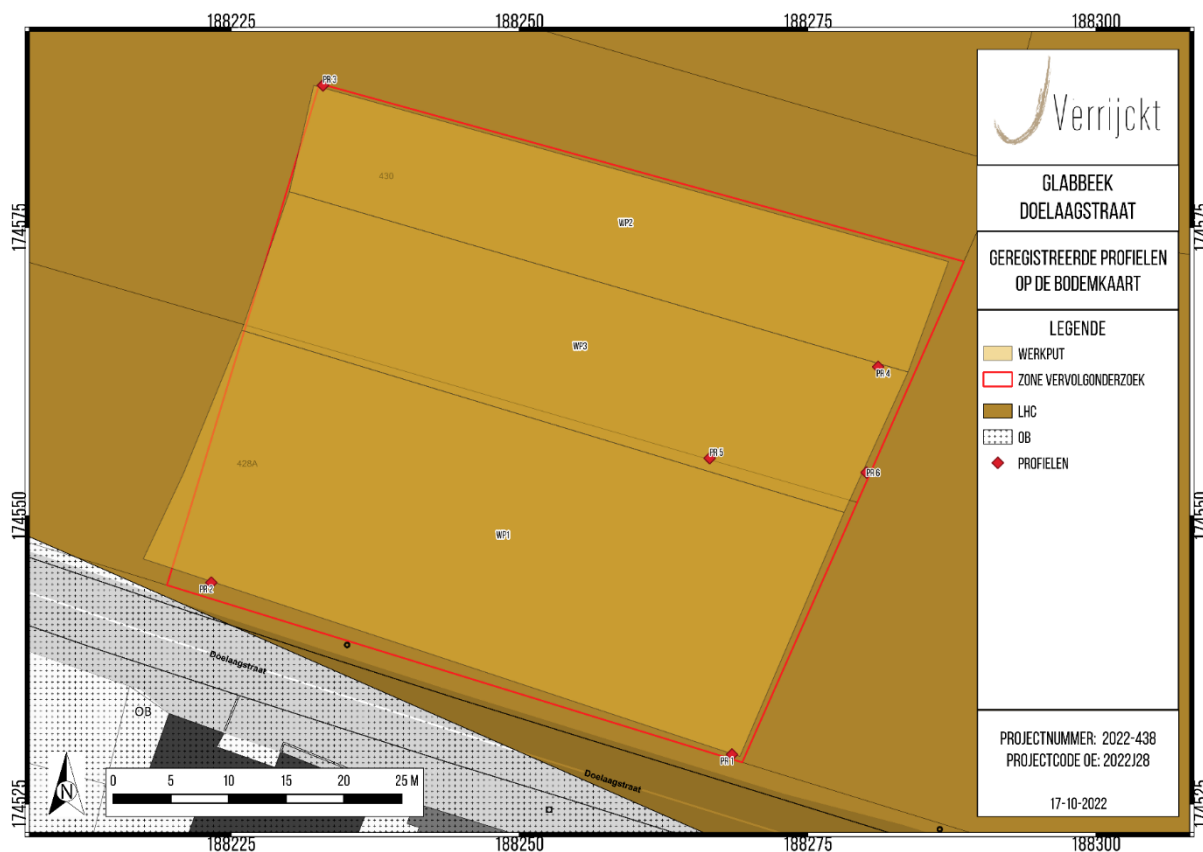 188225
188250
188275
188300
PR 3
430
WP2
174575
174575
WP3
PR 4
PR 5
PR 6
428A
174550
174550
WP1
PR 2
Doelaagstraat
OB
PR 1
Doelaagstraat
N
0 5 10 15 20 25 M
174525
174525
188225
188250
188275
188300
Verrijckt
GLABBEEK
DOELAAGSTRAAT
GEREGISTREERDE PROFIELEN
OP DE BODEMKAART
LEGENDE
WERKPUT
ZONE VERVOLGONDERZOEK
LHC
OB
PROFIELEN
PROJECTNUMMER: 2022-438
PROJECTCODE OE: 2022J28
17-10-2022